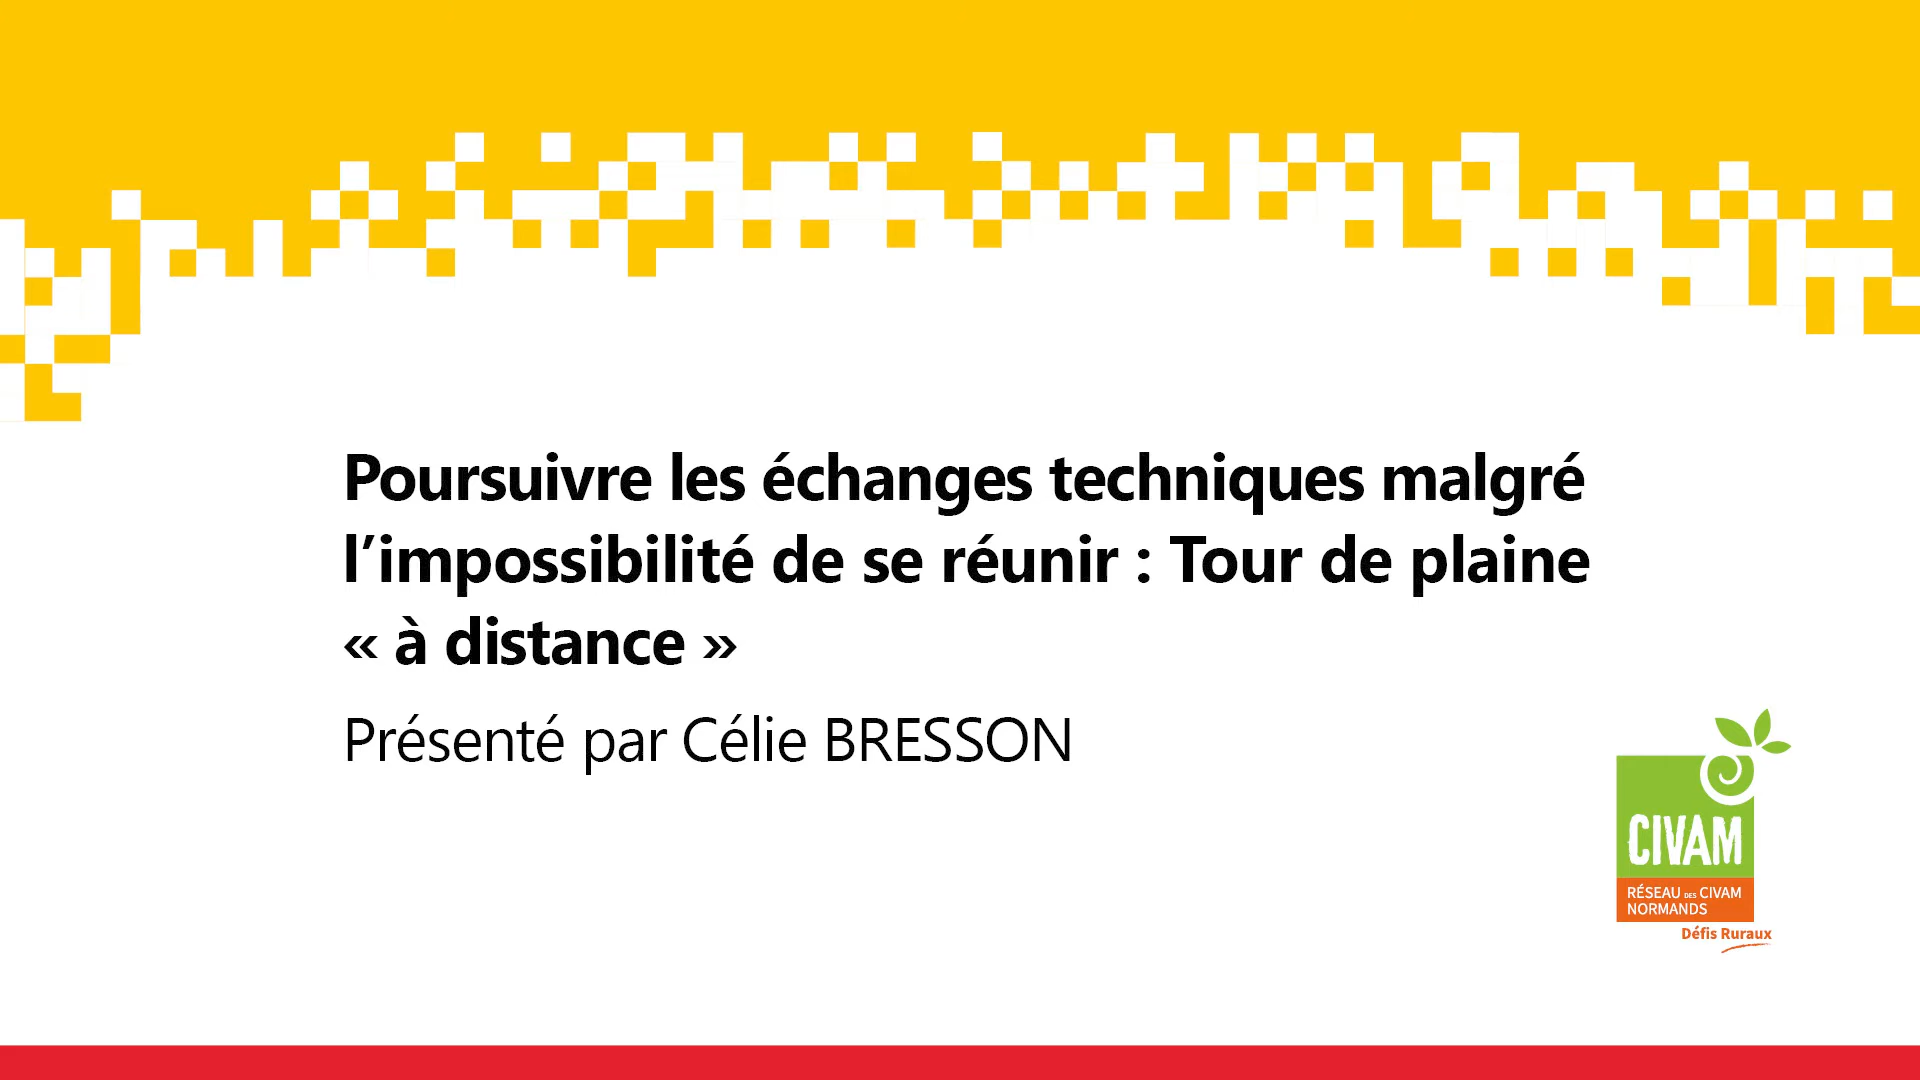 Poursuivre les échanges techniques malgré
l’impossibilité de se réunir : Tour de plaine
« à distance »
Présenté par Célie BRESSON
CIVAM
RÉSEAU DES CIVAM
NORMANDS
Défis Ruraux